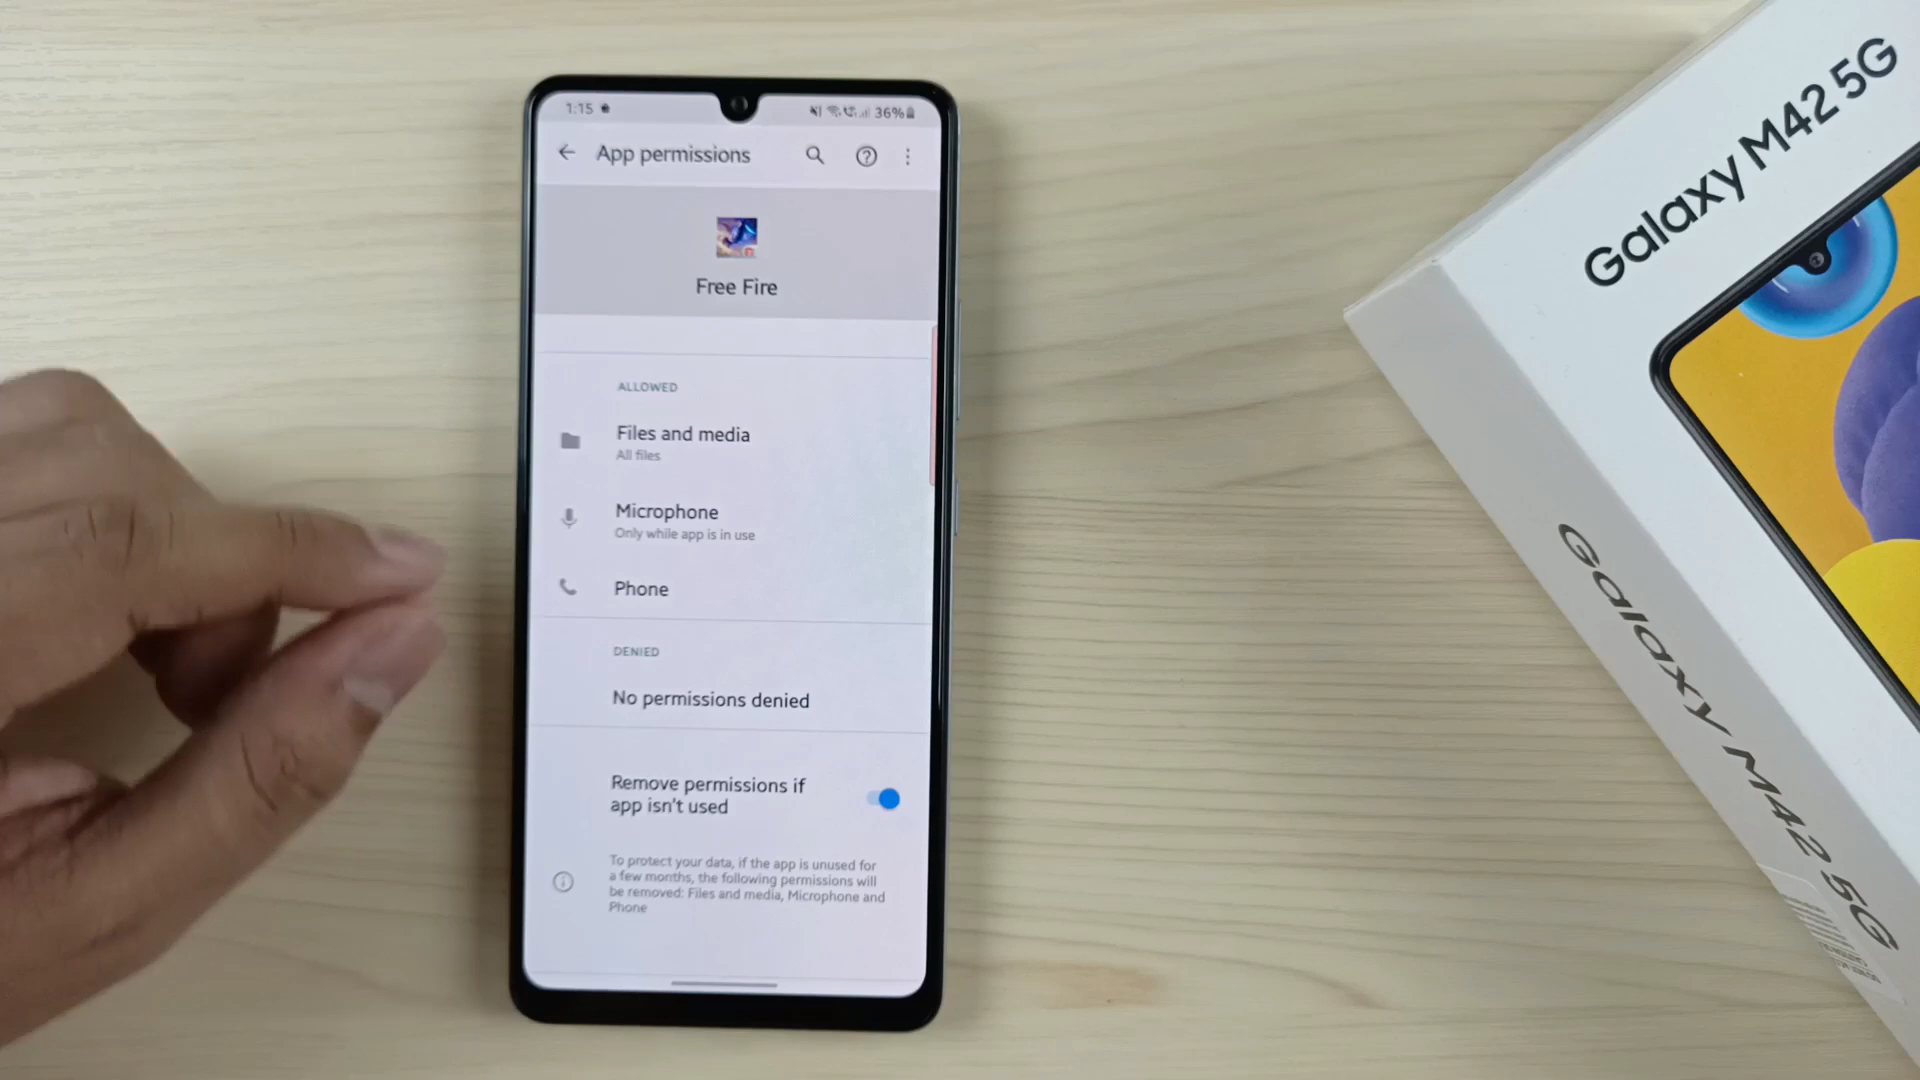 1:15
36%
App permissions
Free Fire
ALLOWED
Files and media
All files
Microphone
Only while app is in use
Phone
DENIED
No permissions denied
Remove permissions if
app isn't used
To protect your data, if the app is unused for
a few months, the following permissions will
be removed: Files and media, Microphone and
Phone
Galaxy M42 5G
Galaxy M42 5G